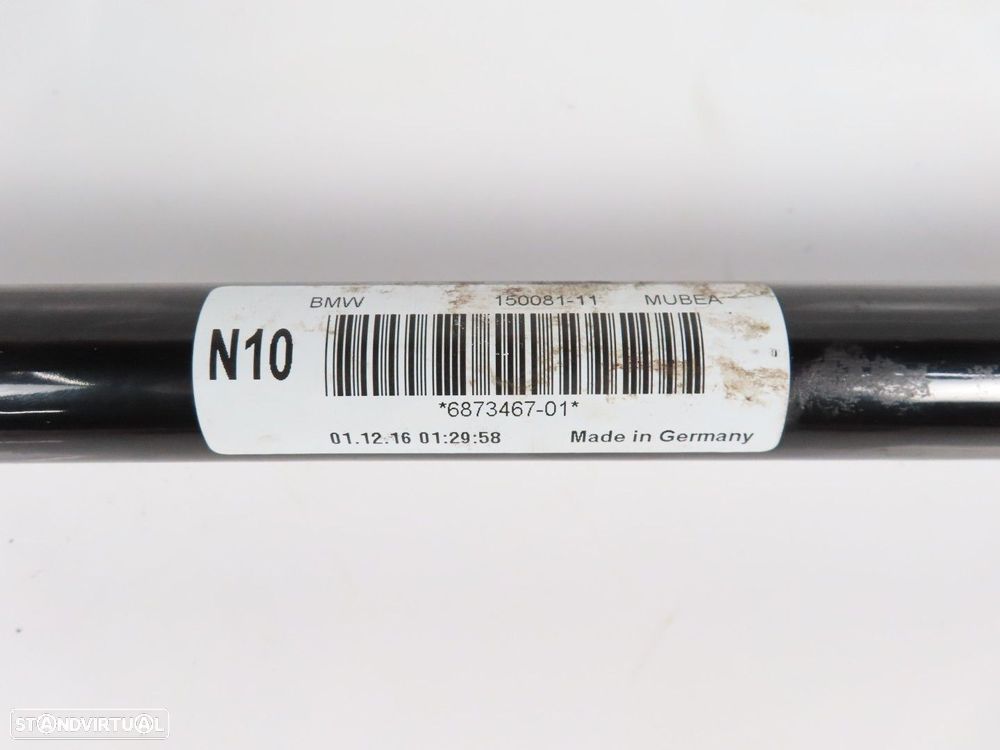 BMW 150081-11 MUBEA
N10
*6873467-01*
01.12.16 01:29:58 Made in Germany
STANDVIRTUAL